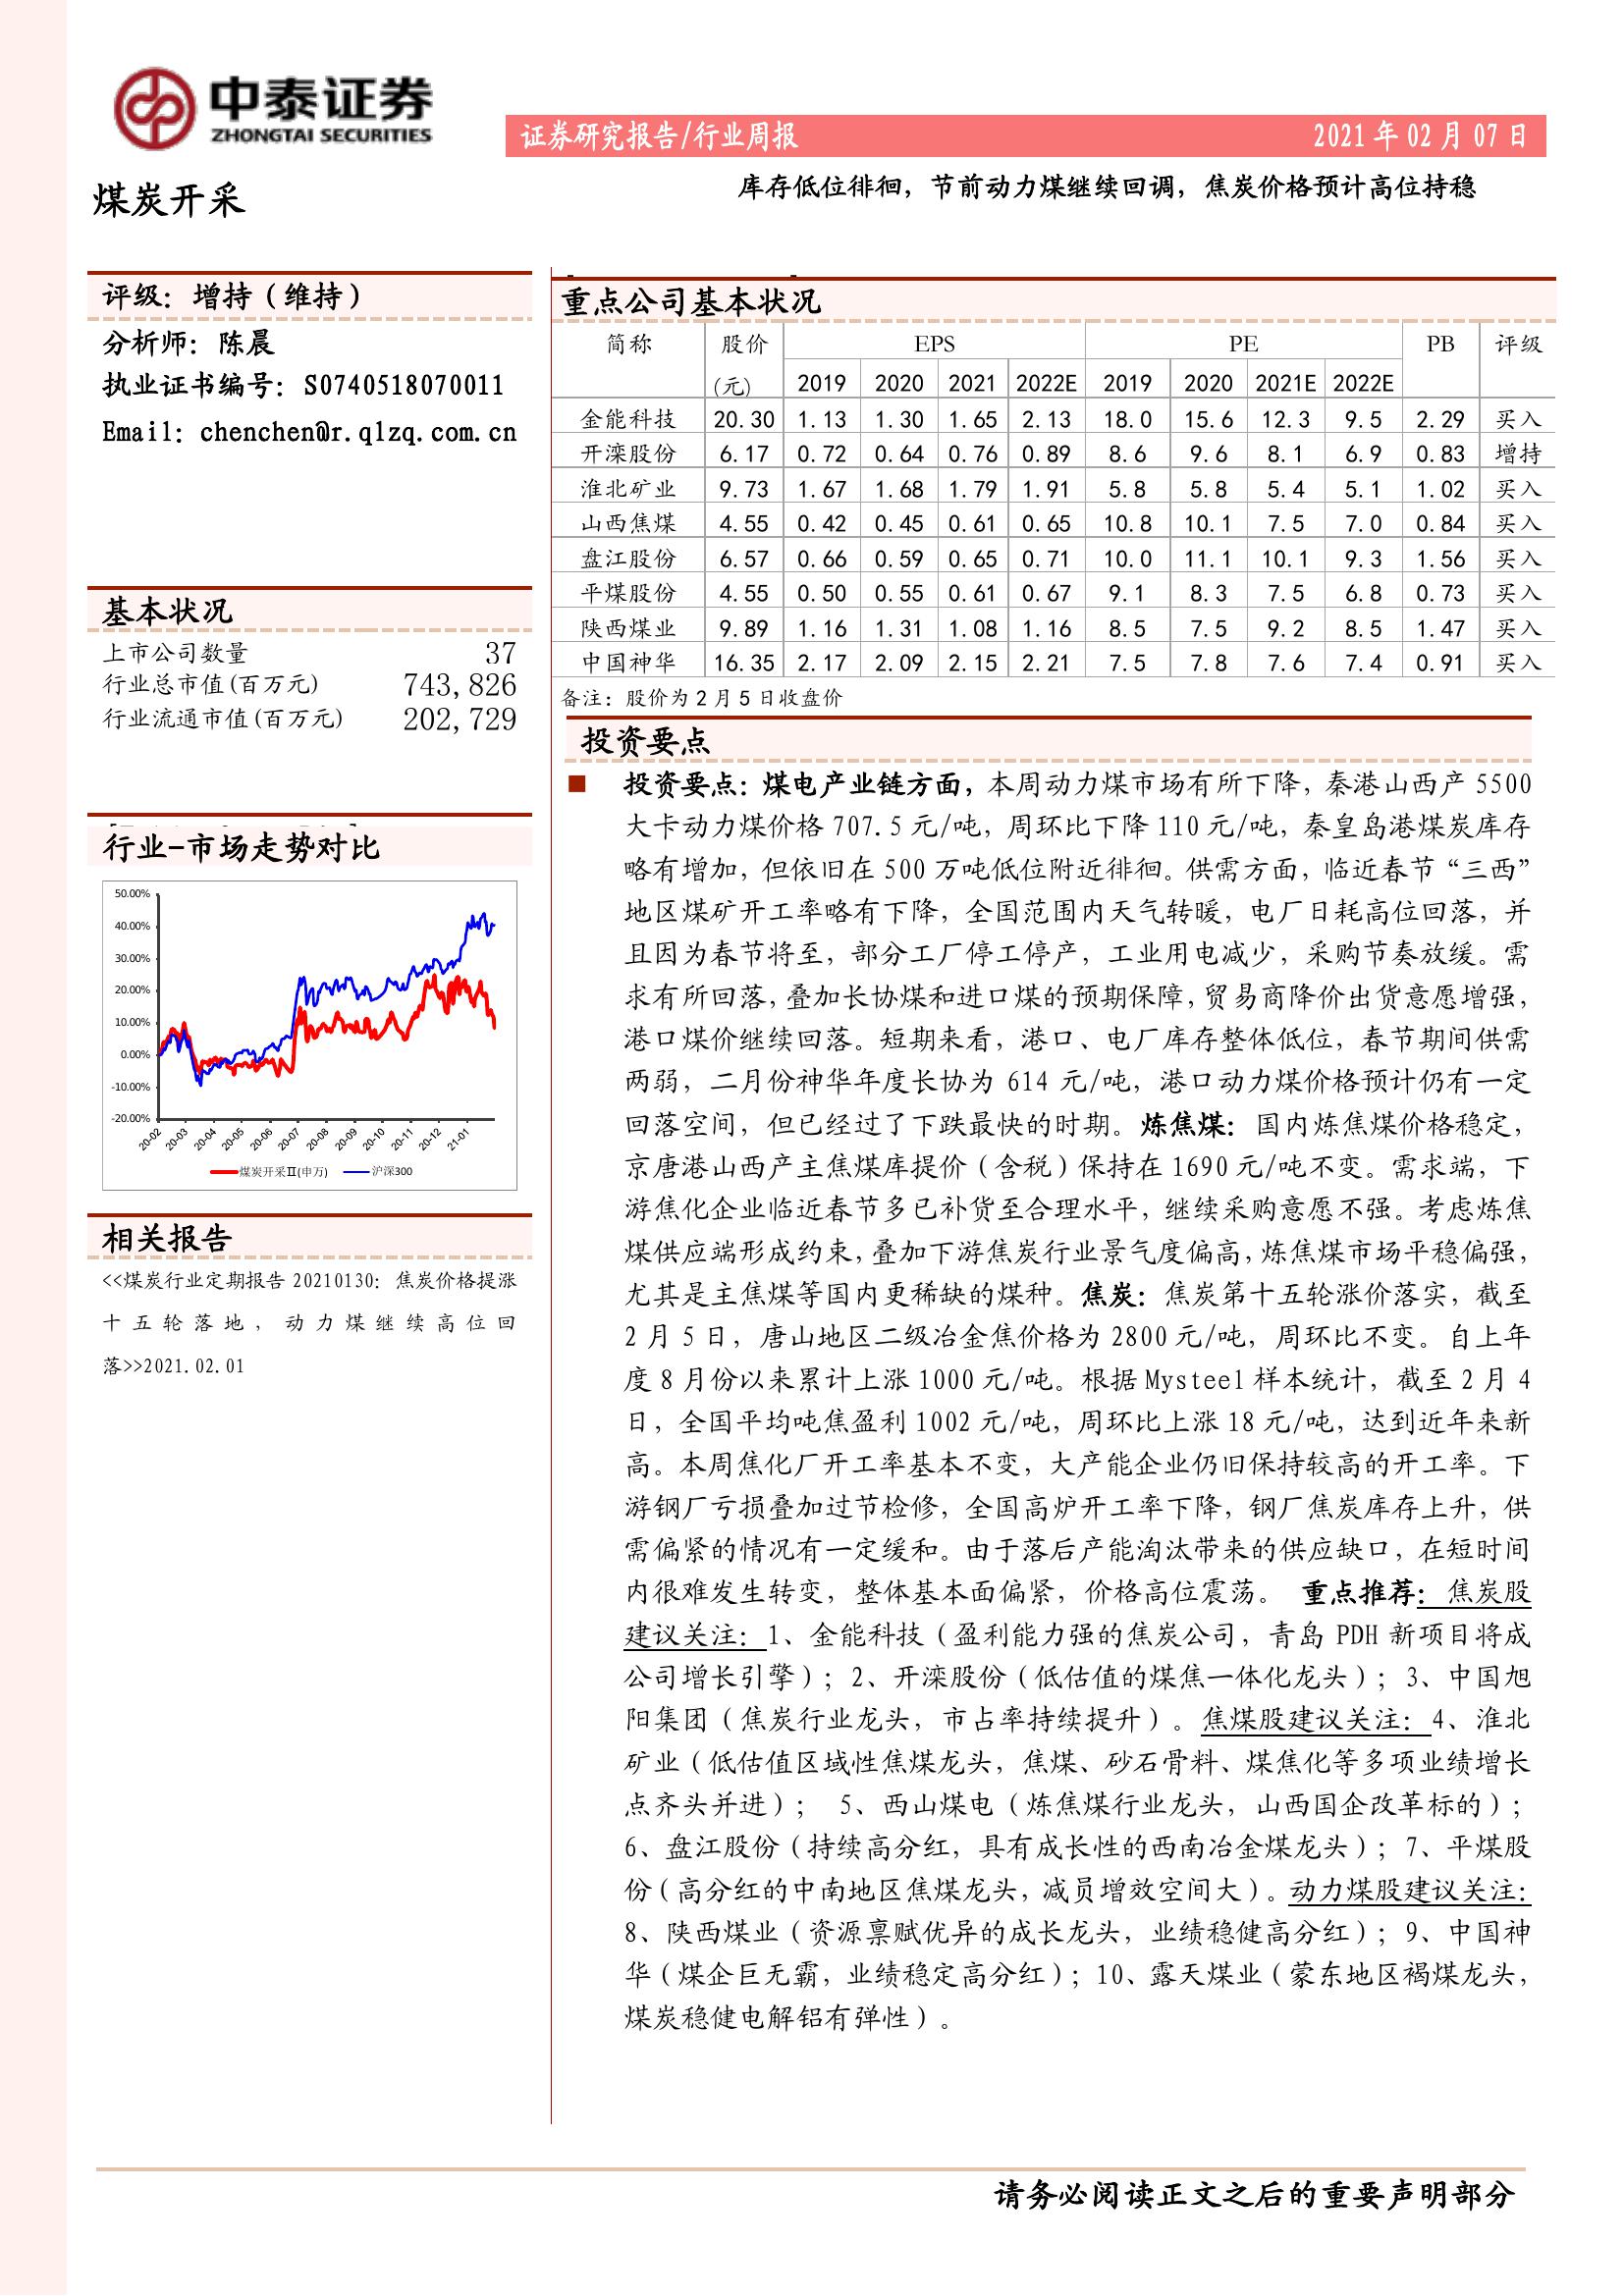 中泰证券
ZHONGTAI SECURITIES
证券研究报告/行业周报 2021 年 02 月 07 日
煤炭开采
库存低位徘徊，节前动力煤继续回调，焦炭价格预计高位持稳
评级：增持（维持）
分析师：陈晨
执业证书编号：S0740518070011
Email：chenchen@r.qlzq.com.cn
基本状况
上市公司数量 37
行业总市值(百万元) 743,826
行业流通市值(百万元) 202,729
行业-市场走势对比
50.00%
40.00%
30.00%
20.00%
10.00%
0.00%
-10.00%
-20.00%
20-02 20-03 20-04 20-05 20-06 20-07 20-08 20-09 20-10 20-11 20-12 21-01
煤炭开采II(申万) 沪深300
相关报告
<<煤炭行业定期报告 20210130：焦炭价格提涨
十五轮落地，动力煤继续高位回
落>>2021.02.01
重点公司基本状况
简称 股价 EPS PE PB 评级
(元) 2019 2020 2021 2022E 2019 2020 2021E 2022E
金能科技 20.30 1.13 1.30 1.65 2.13 18.0 15.6 12.3 9.5 2.29 买入
开滦股份 6.17 0.72 0.64 0.76 0.89 8.6 9.6 8.1 6.9 0.83 增持
淮北矿业 9.73 1.67 1.68 1.79 1.91 5.8 5.8 5.4 5.1 1.02 买入
山西焦煤 4.55 0.42 0.45 0.61 0.65 10.8 10.1 7.5 7.0 0.84 买入
盘江股份 6.57 0.66 0.59 0.65 0.71 10.0 11.1 10.1 9.3 1.56 买入
平煤股份 4.55 0.50 0.55 0.61 0.67 9.1 8.3 7.5 6.8 0.73 买入
陕西煤业 9.89 1.16 1.31 1.08 1.16 8.5 7.5 9.2 8.5 1.47 买入
中国神华 16.35 2.17 2.09 2.15 2.21 7.5 7.8 7.6 7.4 0.91 买入
备注：股价为 2 月 5 日收盘价
投资要点
投资要点：煤电产业链方面，本周动力煤市场有所下降，秦港山西产 5500
大卡动力煤价格 707.5 元/吨，周环比下降 110 元/吨，秦皇岛港煤炭库存
略有增加，但依旧在 500 万吨低位附近徘徊。供需方面，临近春节“三西”
地区煤矿开工率略有下降，全国范围内天气转暖，电厂日耗高位回落，并
且因为春节将至，部分工厂停工停产，工业用电减少，采购节奏放缓。需
求有所回落，叠加长协煤和进口煤的预期保障，贸易商降价出货意愿增强，
港口煤价继续回落。短期来看，港口、电厂库存整体低位，春节期间供需
两弱，二月份神华年度长协为 614 元/吨，港口动力煤价格预计仍有一定
回落空间，但已经过了下跌最快的时期。炼焦煤：国内炼焦煤价格稳定，
京唐港山西产主焦煤库提价（含税）保持在 1690 元/吨不变。需求端，下
游焦化企业临近春节多已补货至合理水平，继续采购意愿不强。考虑炼焦
煤供应端形成约束，叠加下游焦炭行业景气度偏高，炼焦煤市场平稳偏强，
尤其是主焦煤等国内更稀缺的煤种。焦炭：焦炭第十五轮涨价落实，截至
2 月 5 日，唐山地区二级冶金焦价格为 2800 元/吨，周环比不变。自上年
度 8 月份以来累计上涨 1000 元/吨。根据 Mysteel 样本统计，截至 2 月 4
日，全国平均吨焦盈利 1002 元/吨，周环比上涨 18 元/吨，达到近年来新
高。本周焦化厂开工率基本不变，大产能企业仍旧保持较高的开工率。下
游钢厂亏损叠加过节检修，全国高炉开工率下降，钢厂焦炭库存上升，供
需偏紧的情况有一定缓和。由于落后产能淘汰带来的供应缺口，在短时间
内很难发生转变，整体基本面偏紧，价格高位震荡。 重点推荐：焦炭股
建议关注：1、金能科技（盈利能力强的焦炭公司，青岛 PDH 新项目将成
公司增长引擎）；2、开滦股份（低估值的煤焦一体化龙头）；3、中国旭
阳集团（焦炭行业龙头，市占率持续提升）。焦煤股建议关注：4、淮北
矿业（低估值区域性焦煤龙头，焦煤、砂石骨料、煤焦化等多项业绩增长
点齐头并进）； 5、西山煤电（炼焦煤行业龙头，山西国企改革标的）；
6、盘江股份（持续高分红，具有成长性的西南冶金煤龙头）；7、平煤股
份（高分红的中南地区焦煤龙头，减员增效空间大）。动力煤股建议关注：
8、陕西煤业（资源禀赋优异的成长龙头，业绩稳健高分红）；9、中国神
华（煤企巨无霸，业绩稳定高分红）；10、露天煤业（蒙东地区褐煤龙头，
煤炭稳健电解铝有弹性）。
请务必阅读正文之后的重要声明部分